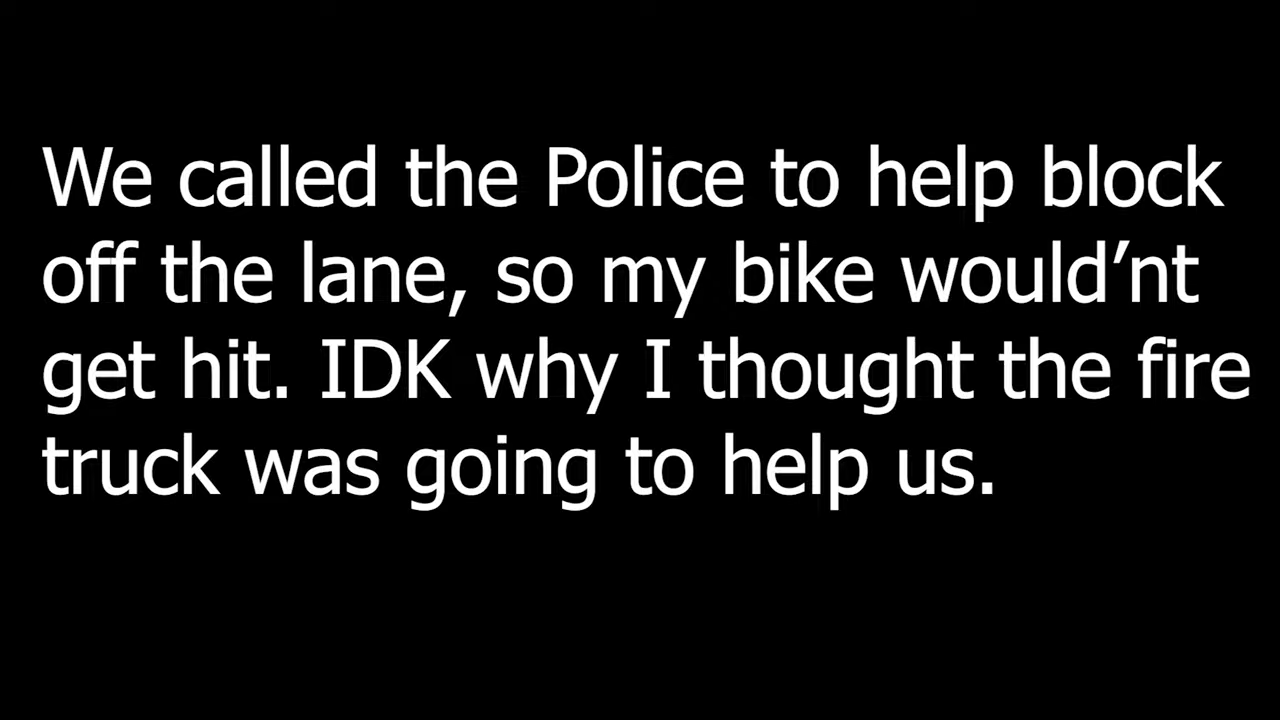 We called the Police to help block
off the lane, so my bike would’nt
get hit. IDK why I thought the fire
truck was going to help us.